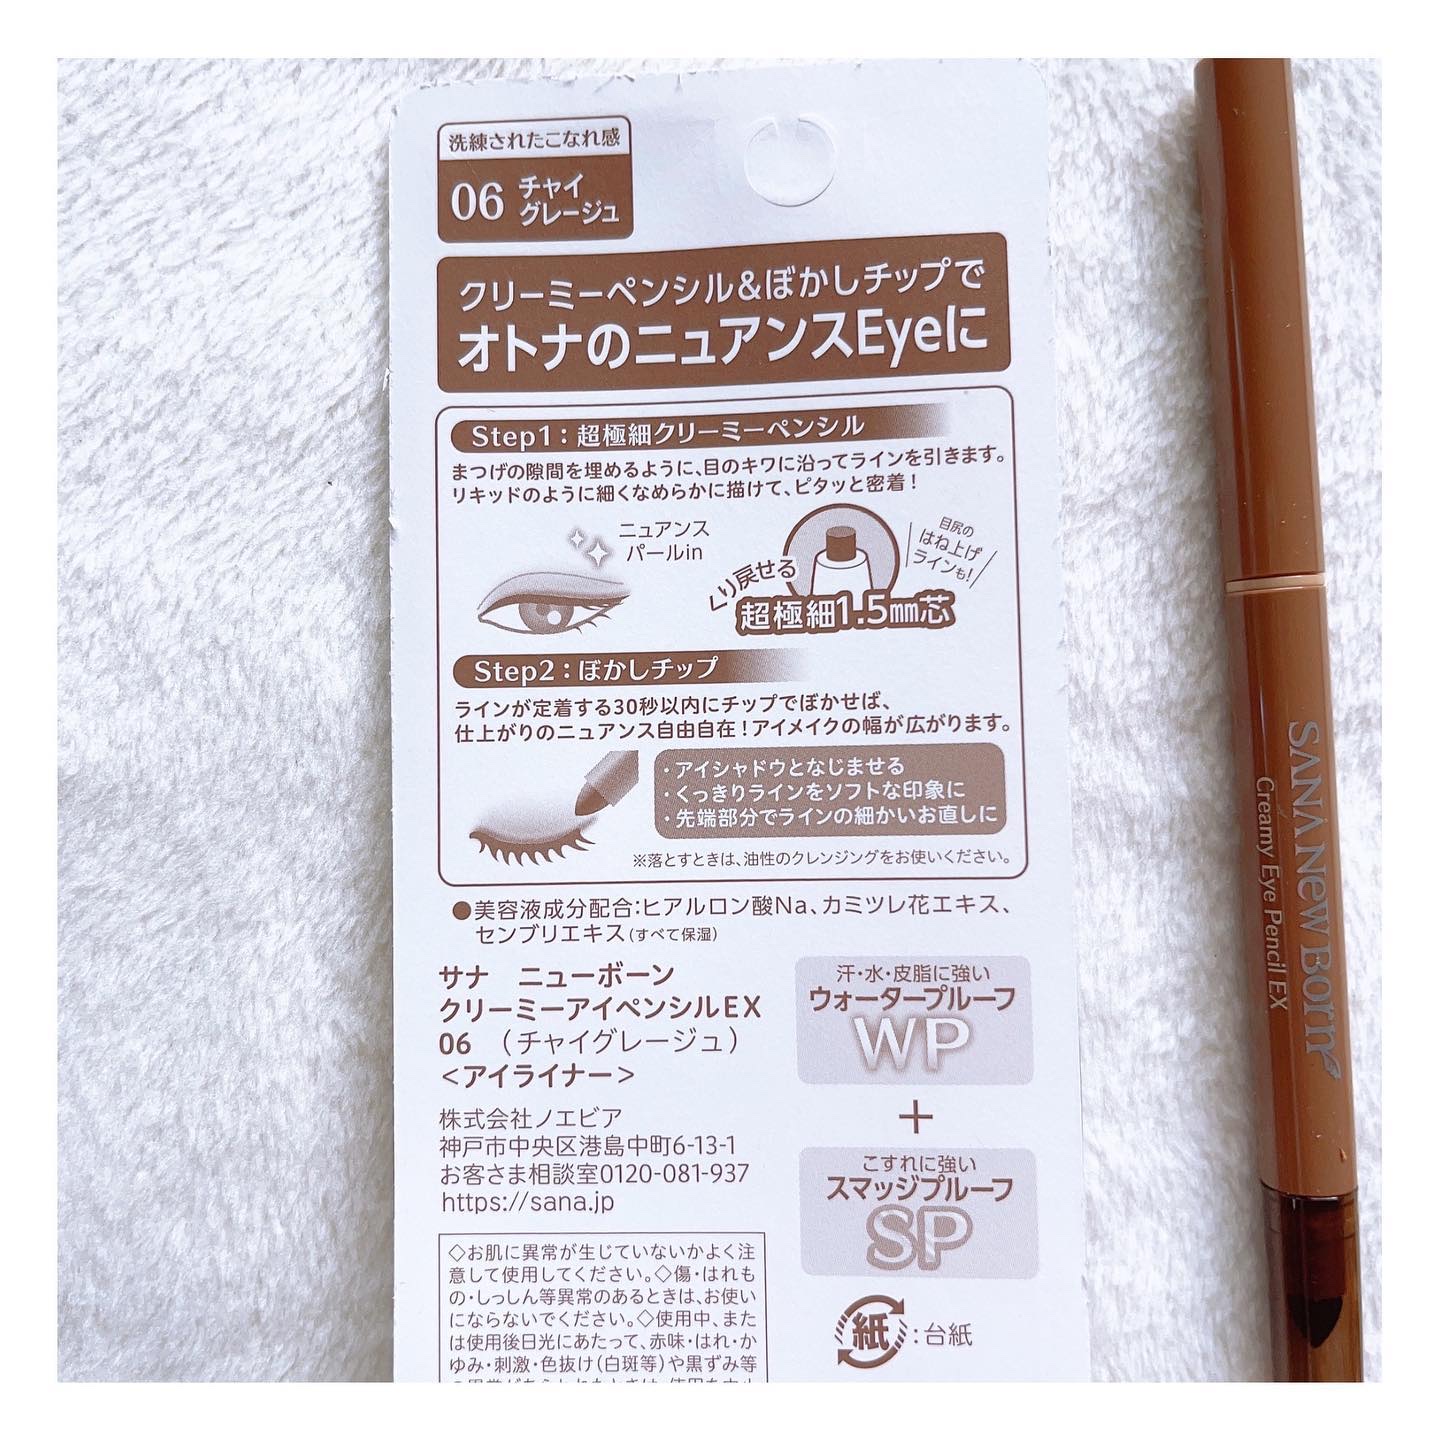 洗練されたこなれ感
06 チャイ
グレージュ
クリーミーペンシル&ぼかしチップで
オトナのニュアンスEyeに
Step1：超極細クリーミーペンシル
まつげの隙間を埋めるように、目のキワに沿ってラインを引きます。
リキッドのように細くなめらかに描けて、ピタッと密着！
ニュアンス
パールin
くり戻せる
超極細1.5mm芯
目尻の
はね上げ
ラインも!
Step2：ぼかしチップ
ラインが定着する30秒以内にチップでぼかせば、
仕上がりのニュアンス自由自在！アイメイクの幅が広がります。
・アイシャドウとなじませる
・くっきりラインをソフトな印象に
・先端部分でラインの細かいお直しに
※落とすときは、油性のクレンジングをお使いください。
●美容液成分配合：ヒアルロン酸Na、カミツレ花エキス、
センブリエキス(すべて保湿)
サナ ニューボーン
クリーミーアイペンシルEX
06 （チャイグレージュ）
＜アイライナー＞
株式会社ノエビア
神戸市中央区港島中町6-13-1
お客さま相談室0120-081-937
https://sana.jp
◇お肌に異常が生じていないかよく注
意して使用してください。◇傷・はれも
の・しっしん等異常のあるときは、お使い
にならないでください。◇使用中、また
は使用後日光にあたって、赤味・はれ・か
ゆみ・刺激・色抜け(白斑等)や黒ずみ等
汗・水・皮脂に強い
ウォータープルーフ
WP
+
こすれに強い
スマッジプルーフ
SP
紙：台紙
SANA New Born
Creamy Eye Pencil EX